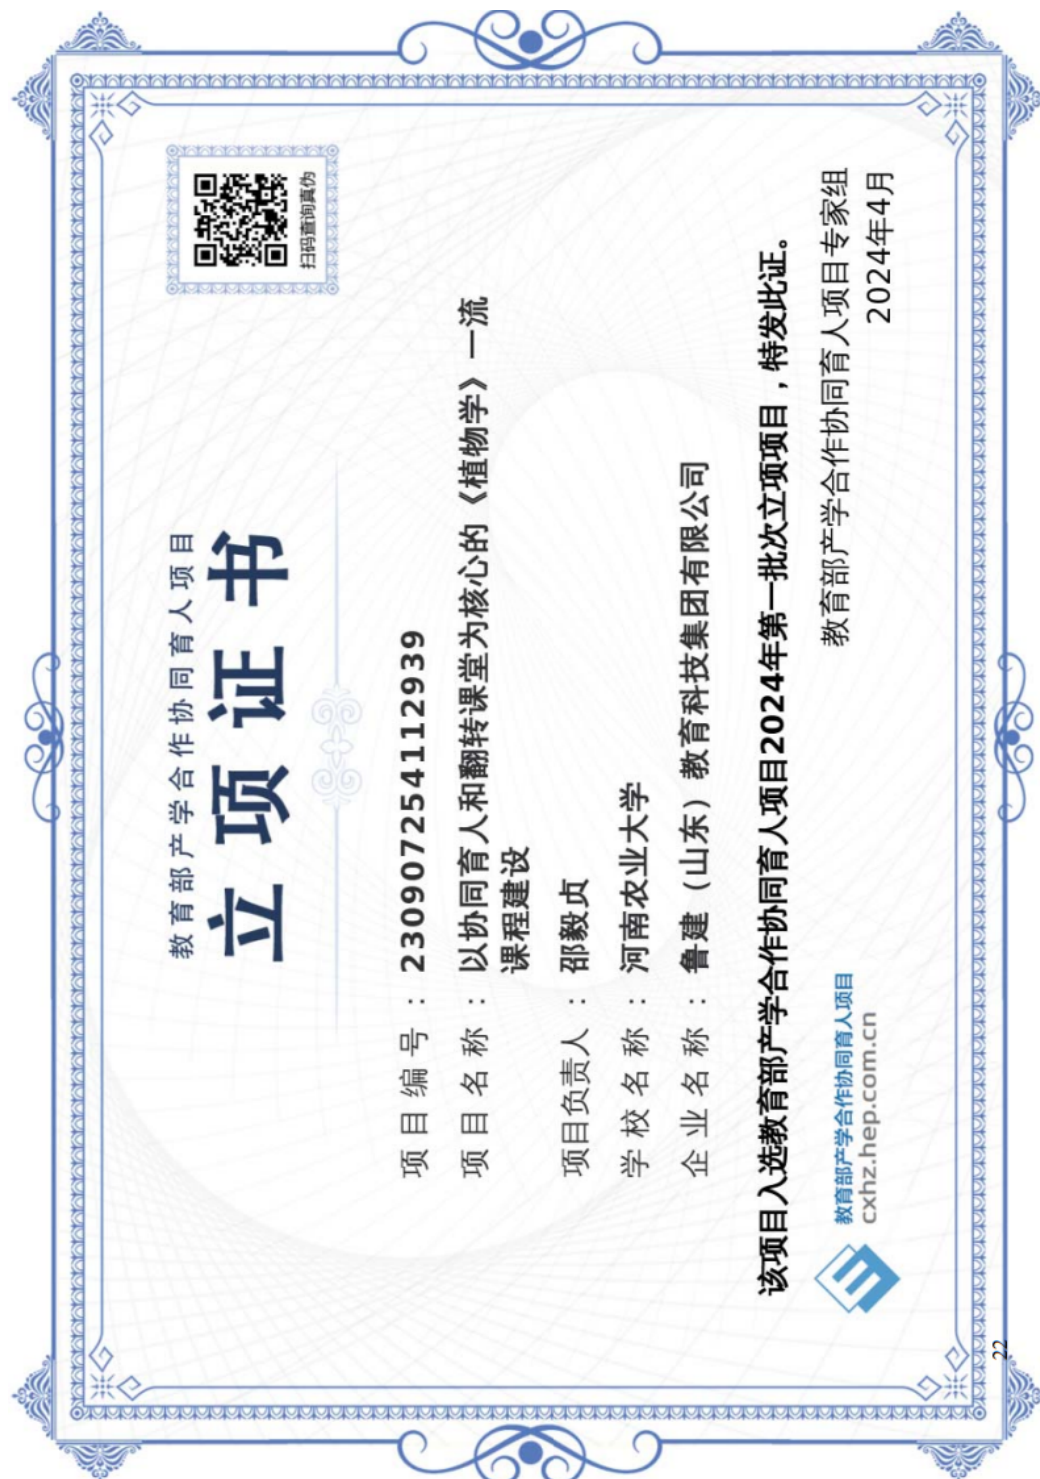 教育部产学合作协同育人项目
立项证书
扫码查询真伪
项目编号：230907254112939
项目名称：以协同育人和翻转课堂为核心的《植物学》一流
课程建设
项目负责人：邵毅贞
学校名称：河南农业大学
企业名称：鲁建（山东）教育科技集团有限公司
该项目入选教育部产学合作协同育人项目2024年第一批次立项项目，特发此证。
教育部产学合作协同育人项目
cxhz.hep.com.cn
教育部产学合作协同育人项目专家组
2024年4月
22